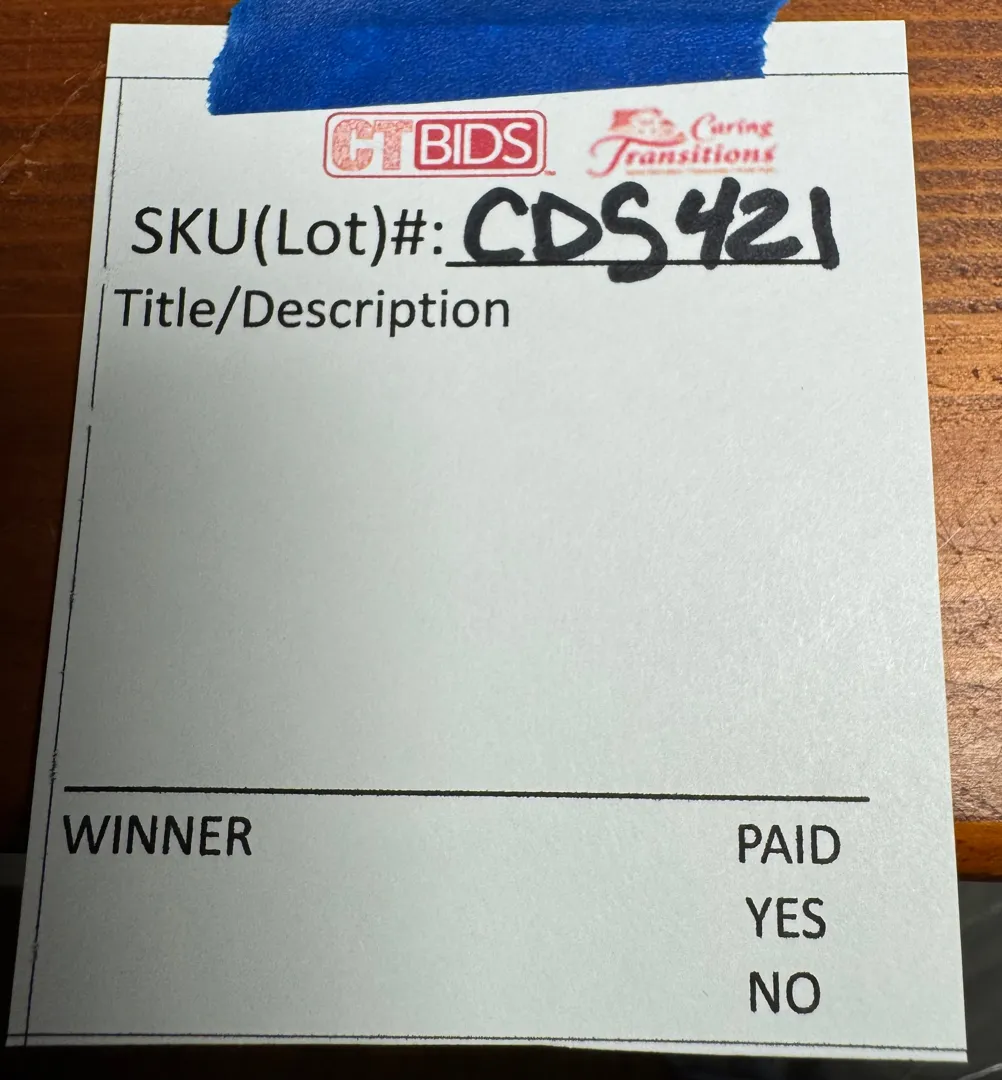 CTBIDS
Caring
Transitions
SKU(Lot)#: CDS421
Title/Description
WINNER
PAID
YES
NO